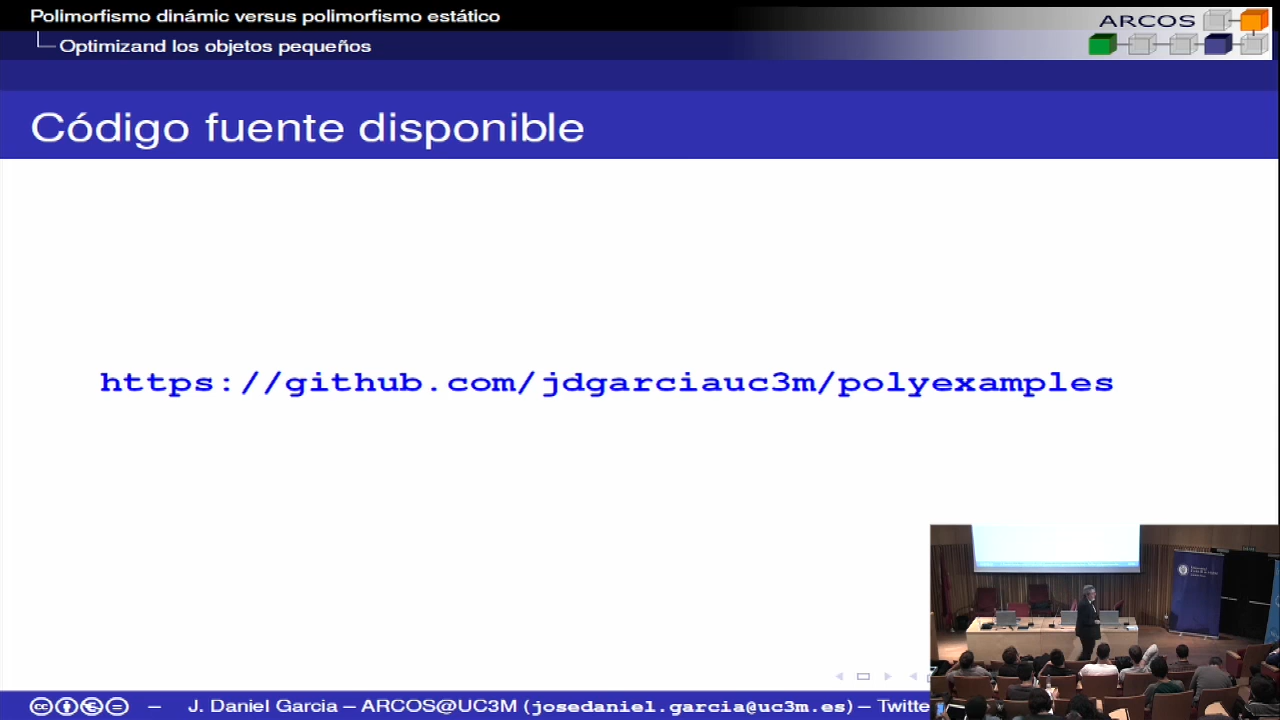 Polimorfismo dinámic versus polimorfismo estático
Optimizand los objetos pequeños
ARCOS
Código fuente disponible
https://github.com/jdgarciauc3m/polyexamples
J. Daniel Garcia – ARCOS@UC3M (josedaniel.garcia@uc3m.es) – Twitte